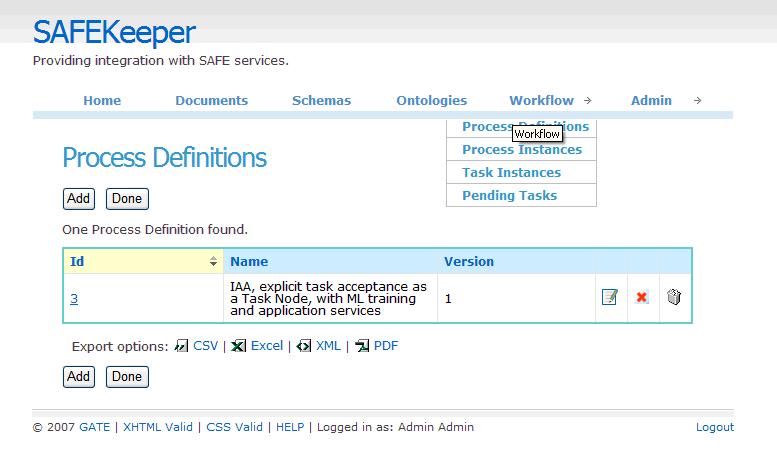 SAFEKeeper
Providing integration with SAFE services.
Home Documents Schemas Ontologies Workflow Admin
Process Definitions
Workflow
Process Instances
Task Instances
Pending Tasks
Process Definitions
Add Done
One Process Definition found.
Id Name Version
3 IAA, explicit task acceptance as
a Task Node, with ML training
and application services 1
Export options: CSV | Excel | XML | PDF
Add Done
© 2007 GATE | XHTML Valid | CSS Valid | HELP | Logged in as: Admin Admin Logout